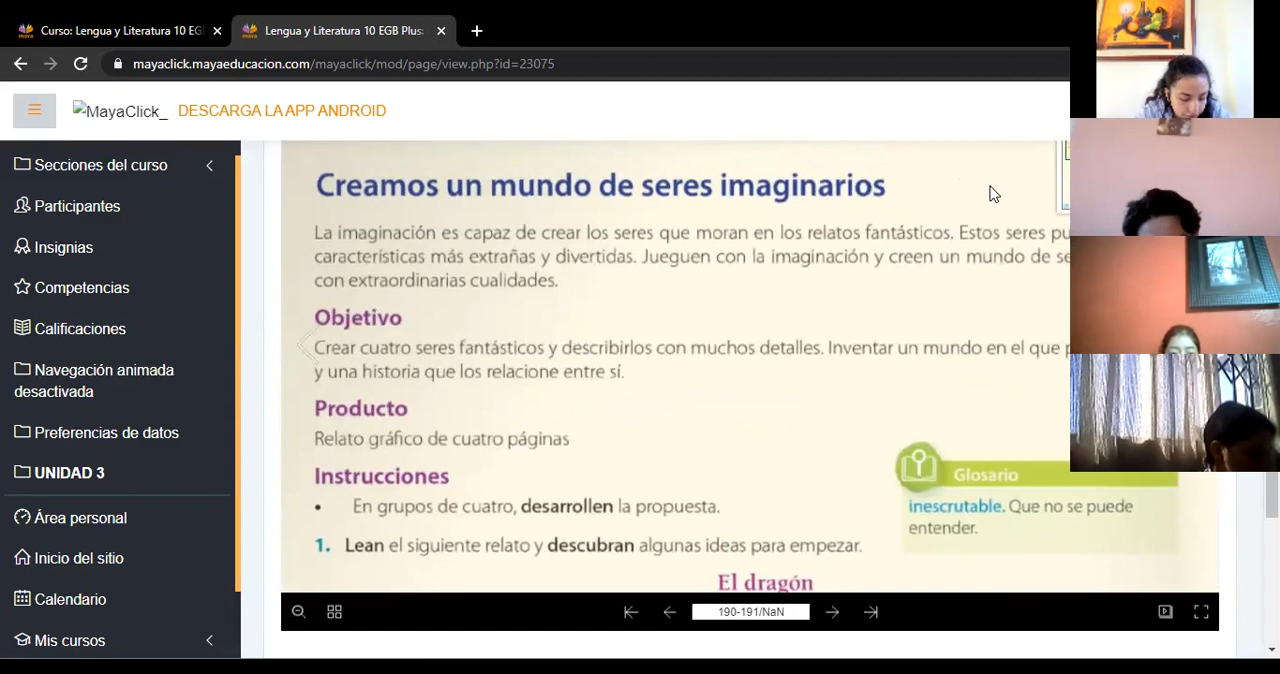 Curso: Lengua y Literatura 10 EG
Lengua y Literatura 10 EGB Plus:
mayaclick.mayaeducacion.com/mayaclick/mod/page/view.php?id=23075
MayaClick_ DESCARGA LA APP ANDROID
Secciones del curso
Participantes
Insignias
Competencias
Calificaciones
Navegación animada
desactivada
Preferencias de datos
UNIDAD 3
Área personal
Inicio del sitio
Calendario
Mis cursos
Creamos un mundo de seres imaginarios
La imaginación es capaz de crear los seres que moran en los relatos fantásticos. Estos seres
características más extrañas y divertidas. Jueguen con la imaginación y creen un mundo de
con extraordinarias cualidades.
Objetivo
Crear cuatro seres fantásticos y describirlos con muchos detalles. Inventar un mundo en el que
y una historia que los relacione entre sí.
Producto
Relato gráfico de cuatro páginas
Instrucciones
• En grupos de cuatro, desarrollen la propuesta.
1. Lean el siguiente relato y descubran algunas ideas para empezar.
El dragón
Glosario
inescrutable. Que no se puede
entender.
190-191/NaN